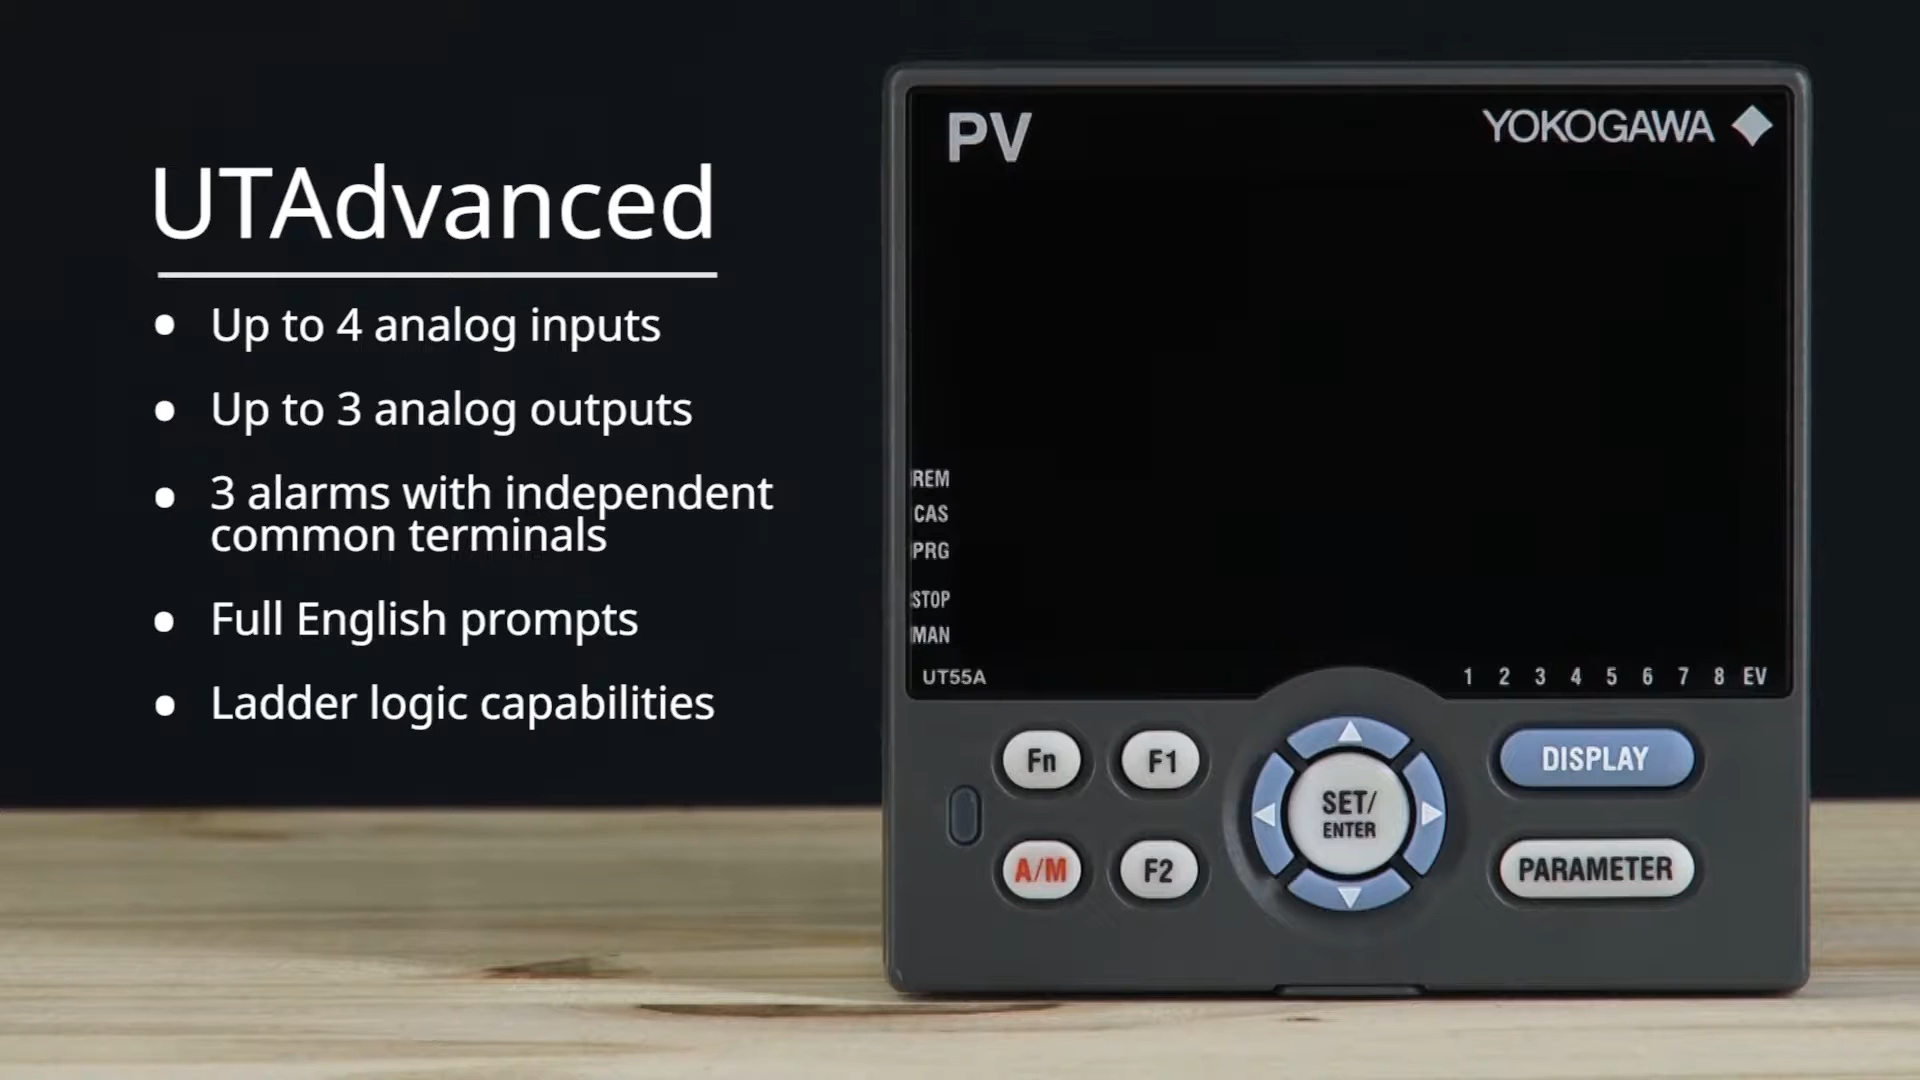 UTAdvanced
• Up to 4 analog inputs
• Up to 3 analog outputs
• 3 alarms with independent
common terminals
• Full English prompts
• Ladder logic capabilities
PV
YOKOGAWA
REM
CAS
PRG
STOP
MAN
UT55A
1 2 3 4 5 6 7 8 EV
Fn
F1
A/M
F2
SET/
ENTER
DISPLAY
PARAMETER